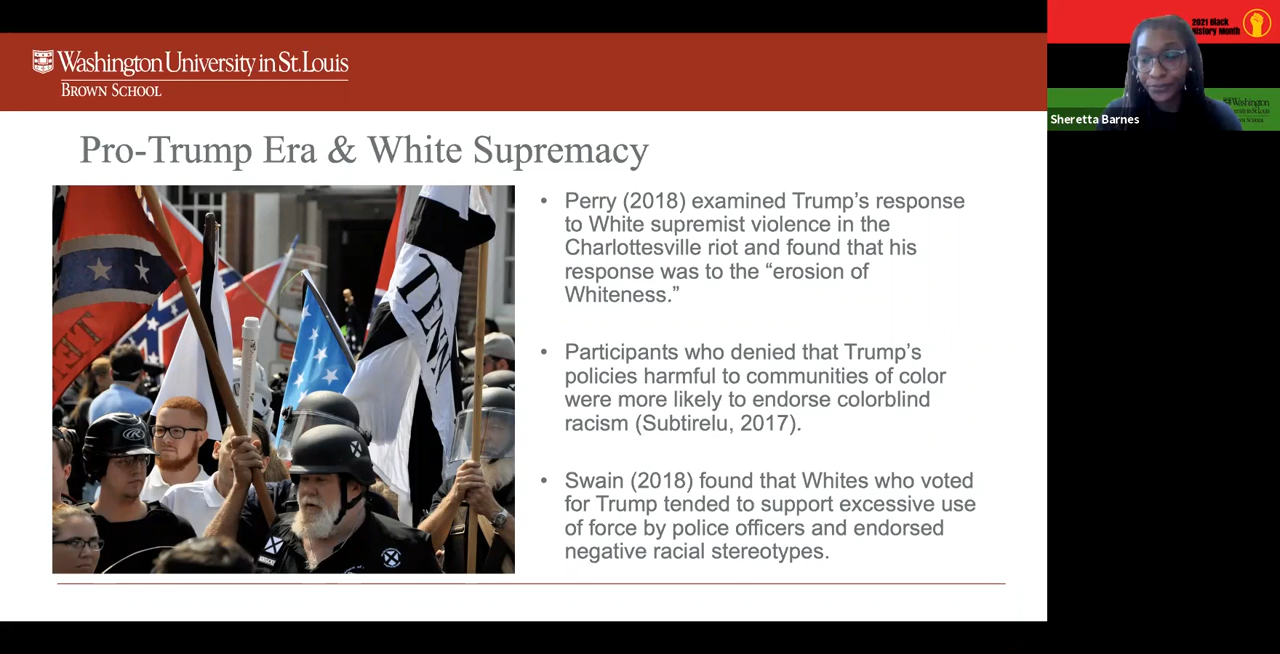 Washington University in St. Louis
BROWN SCHOOL
Pro-Trump Era & White Supremacy
• Perry (2018) examined Trump’s response
to White supremist violence in the
Charlottesville riot and found that his
response was to the “erosion of
Whiteness.”
• Participants who denied that Trump’s
policies harmful to communities of color
were more likely to endorse colorblind
racism (Subtirelu, 2017).
• Swain (2018) found that Whites who voted
for Trump tended to support excessive use
of force by police officers and endorsed
negative racial stereotypes.
TENN
2021 Black
History Month
Sheretta Barnes
Washington